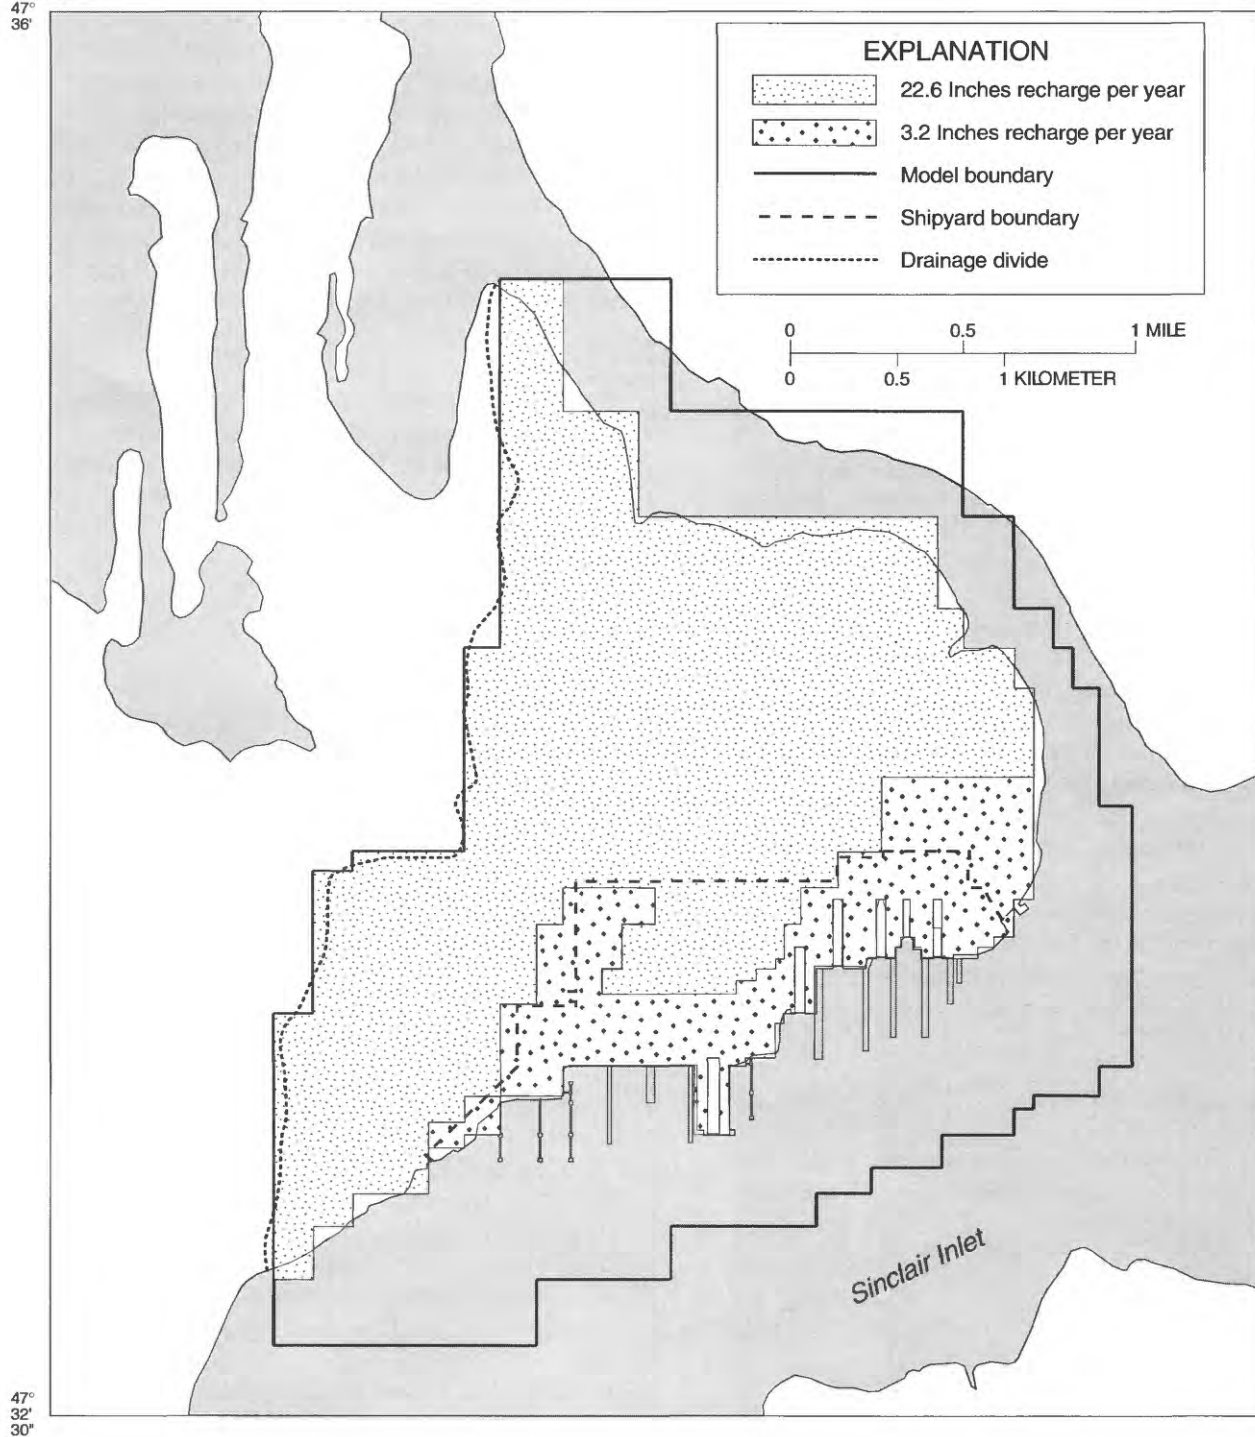 47°
36'
EXPLANATION
22.6 Inches recharge per year
3.2 Inches recharge per year
Model boundary
Shipyard boundary
Drainage divide
0 0.5 1 MILE
0 0.5 1 KILOMETER
Sinclair Inlet
47°
32'
30"